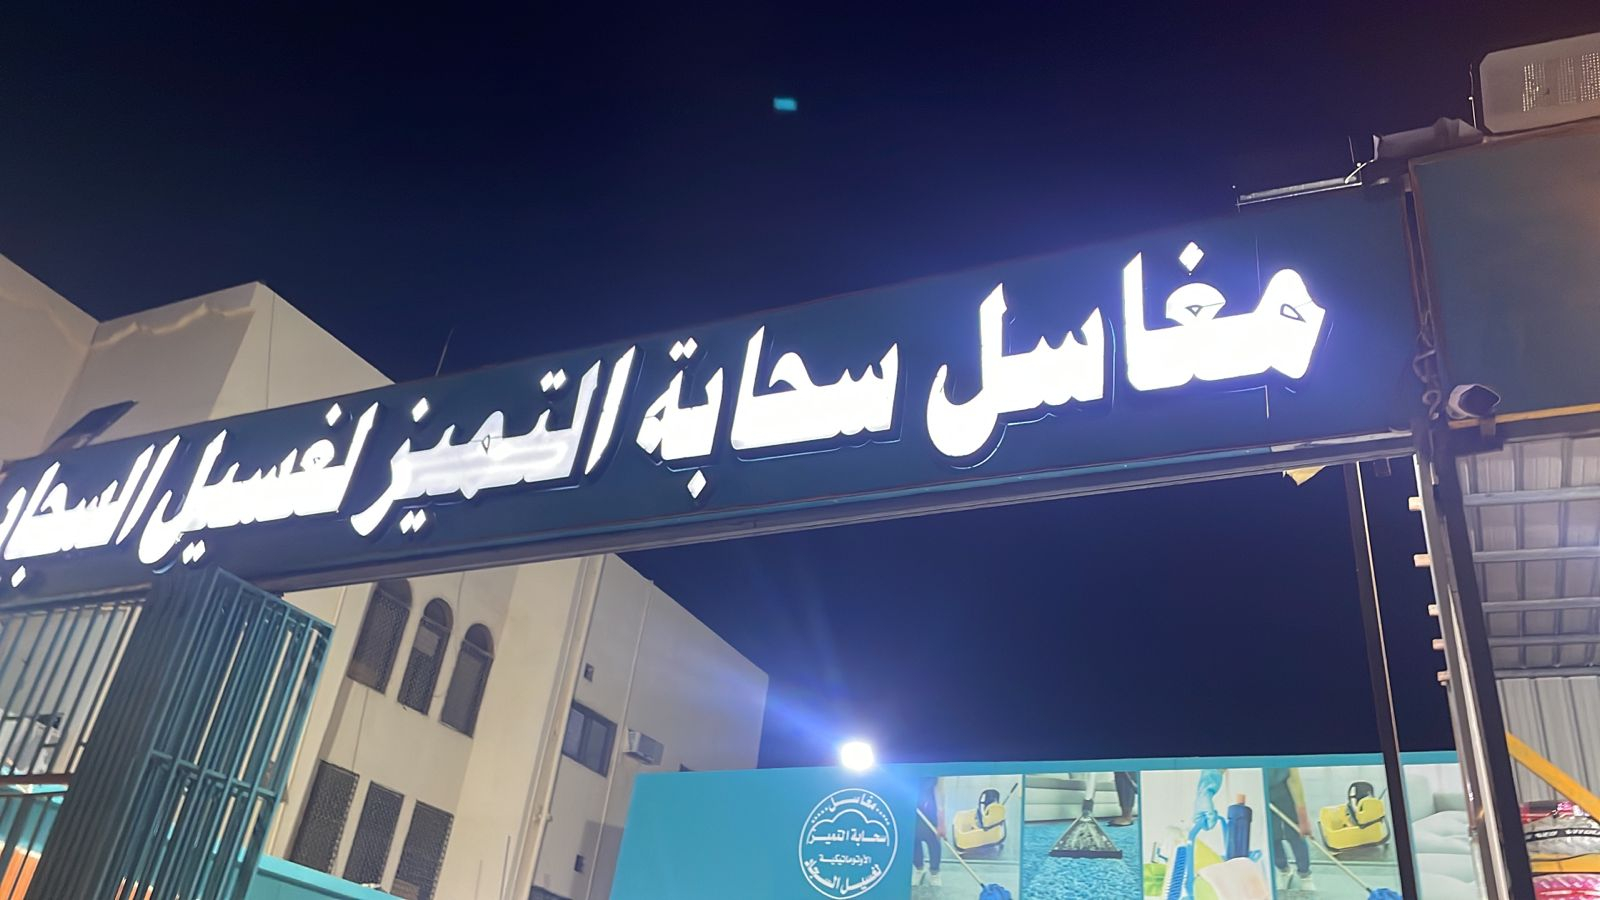 مغاسل سحابة التميز لغسيل السجا
مغاسل
سحابة التميز
الأوتوماتيكية
لغسيل السجاد